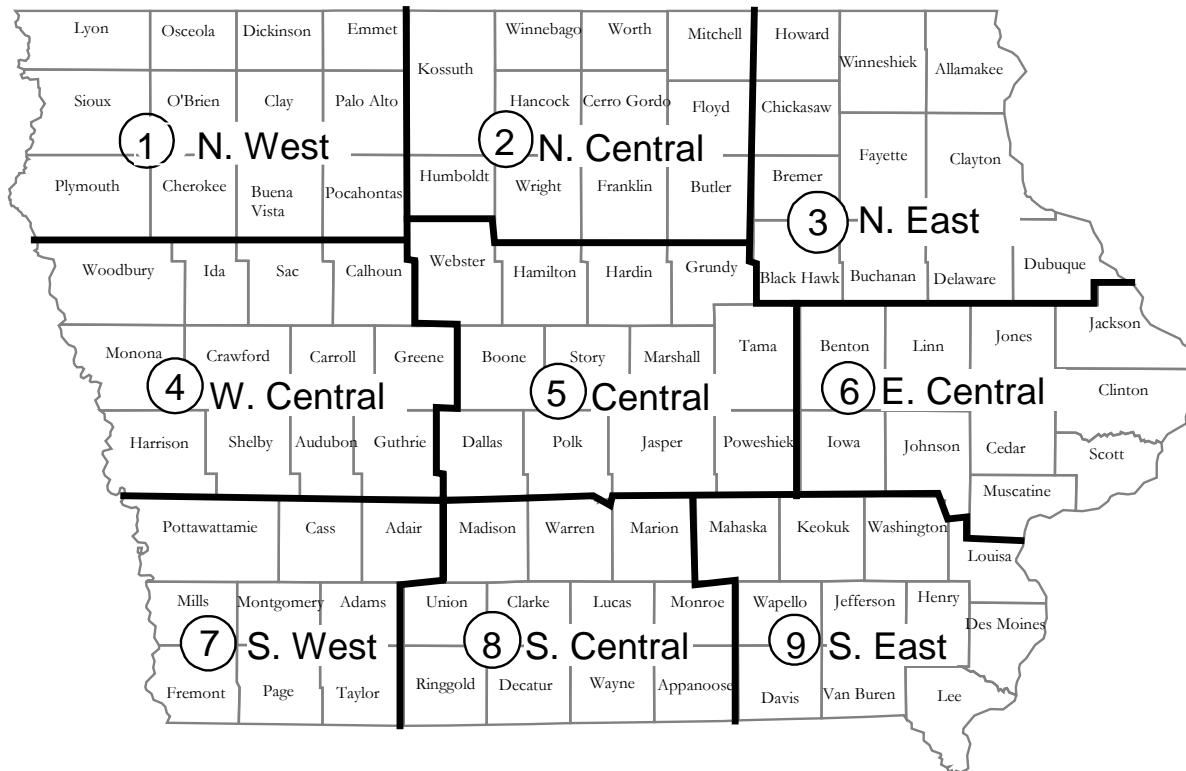 Lyon Osceola Dickinson Emmet Winnebago Worth Mitchell Howard
Kossuth Winneshiek Allamakee
Sioux O'Brien Clay Palo Alto Hancock Cerro Gordo Floyd Chickasaw
1 N. West 2 N. Central
Fayette Clayton
Plymouth Cherokee Buena Vista Pocahontas Humboldt Wright Franklin Butler Bremer
3 N. East
Woodbury Ida Sac Calhoun Webster Hamilton Hardin Grundy Black Hawk Buchanan Delaware Dubuque
Monona Crawford Carroll Greene Boone Story Marshall Tama Benton Linn Jones Jackson
4 W. Central 5 Central 6 E. Central Clinton
Harrison Shelby Audubon Guthrie Dallas Polk Jasper Poweshiek Iowa Johnson Cedar Scott
Muscatine
Pottawattamie Cass Adair Madison Warren Marion Mahaska Keokuk Washington
Louisa
Mills Montgomery Adams Union Clarke Lucas Monroe Wapello Jefferson Henry
Des Moines
7 S. West 8 S. Central 9 S. East
Fremont Page Taylor Ringgold Decatur Wayne Appanoose Davis Van Buren Lee